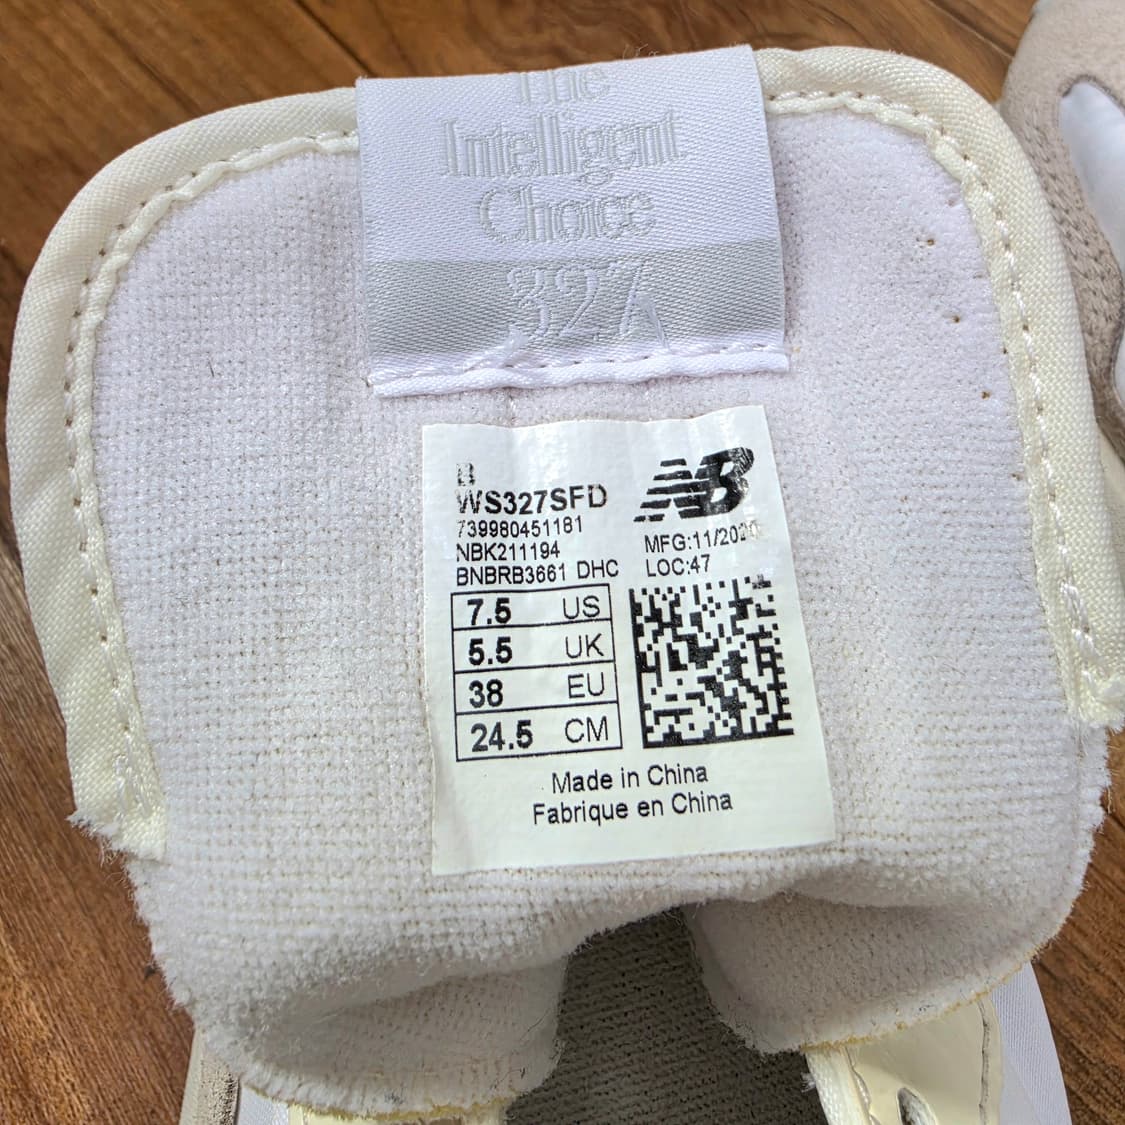 The
Intelligent
Choice
327
B
WS327SFD
739980451181
NBK211194
BNBRB3661 DHC
NB
MFG:11/2020
LOC:47
7.5 US
5.5 UK
38 EU
24.5 CM
Made in China
Fabrique en China